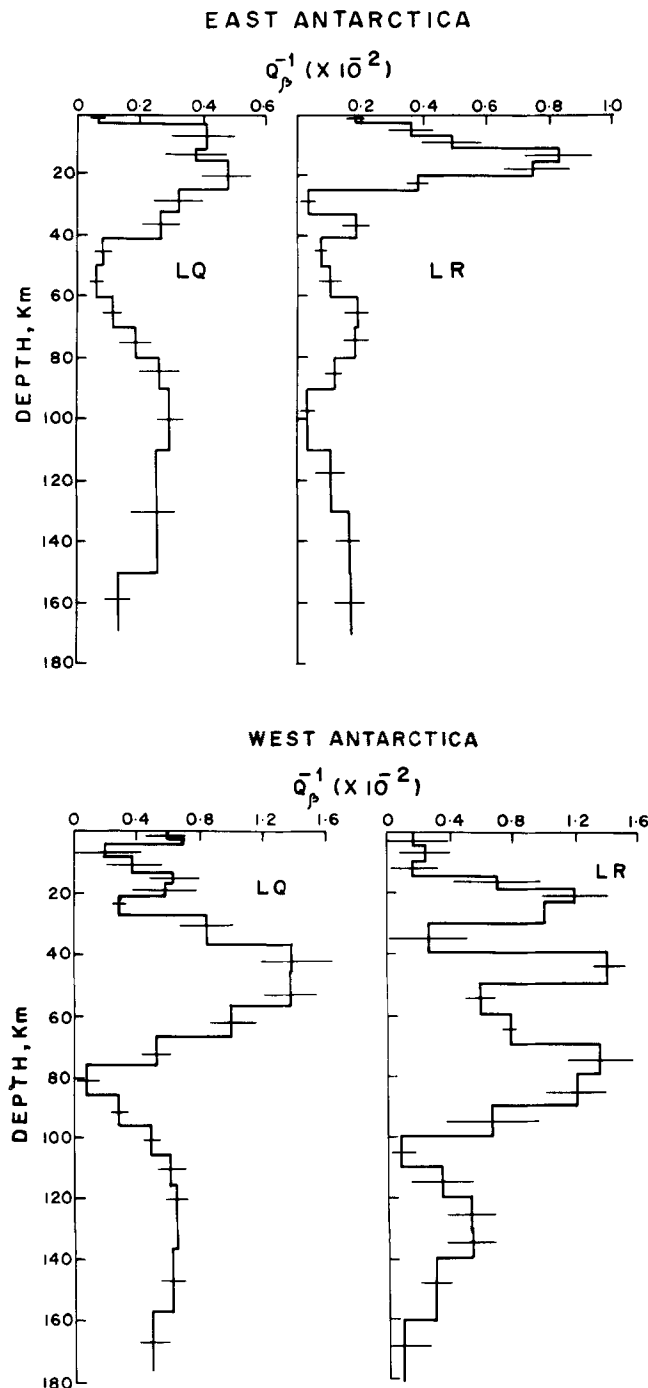 EAST ANTARCTICA
Q_β^-1 (X 10^-2)
0 0.2 0.4 0.6
0.2 0.4 0.6 0.8 1.0
20
40
60
80
100
120
140
160
180
DEPTH, Km
LQ
LR
WEST ANTARCTICA
Q_β^-1 (X 10^-2)
0 0.4 0.8 1.2 1.6
0 0.4 0.8 1.2 1.6
20
40
60
80
100
120
140
160
180
DEPTH, Km
LQ
LR